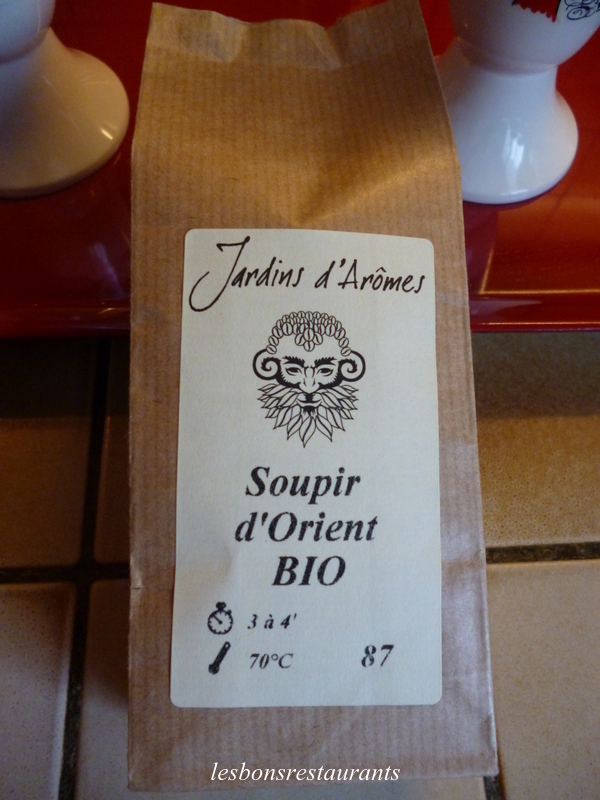 Jardins d'Arômes
Soupir
d'Orient
BIO
3 à 4'
70°C 87
lesbonsrestaurants